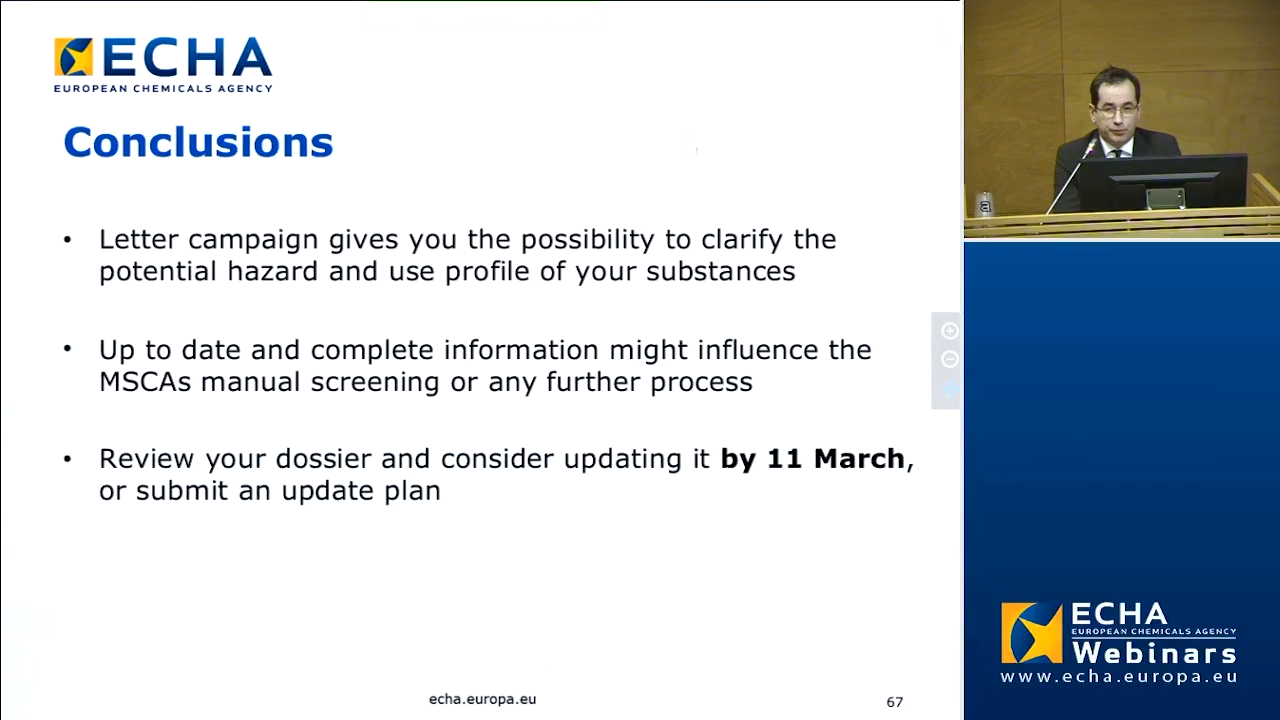 ECHA
EUROPEAN CHEMICALS AGENCY
Conclusions
• Letter campaign gives you the possibility to clarify the
potential hazard and use profile of your substances
• Up to date and complete information might influence the
MSCAs manual screening or any further process
• Review your dossier and consider updating it by 11 March,
or submit an update plan
echa.europa.eu
67
ECHA
EUROPEAN CHEMICALS AGENCY
Webinars
www.echa.europa.eu